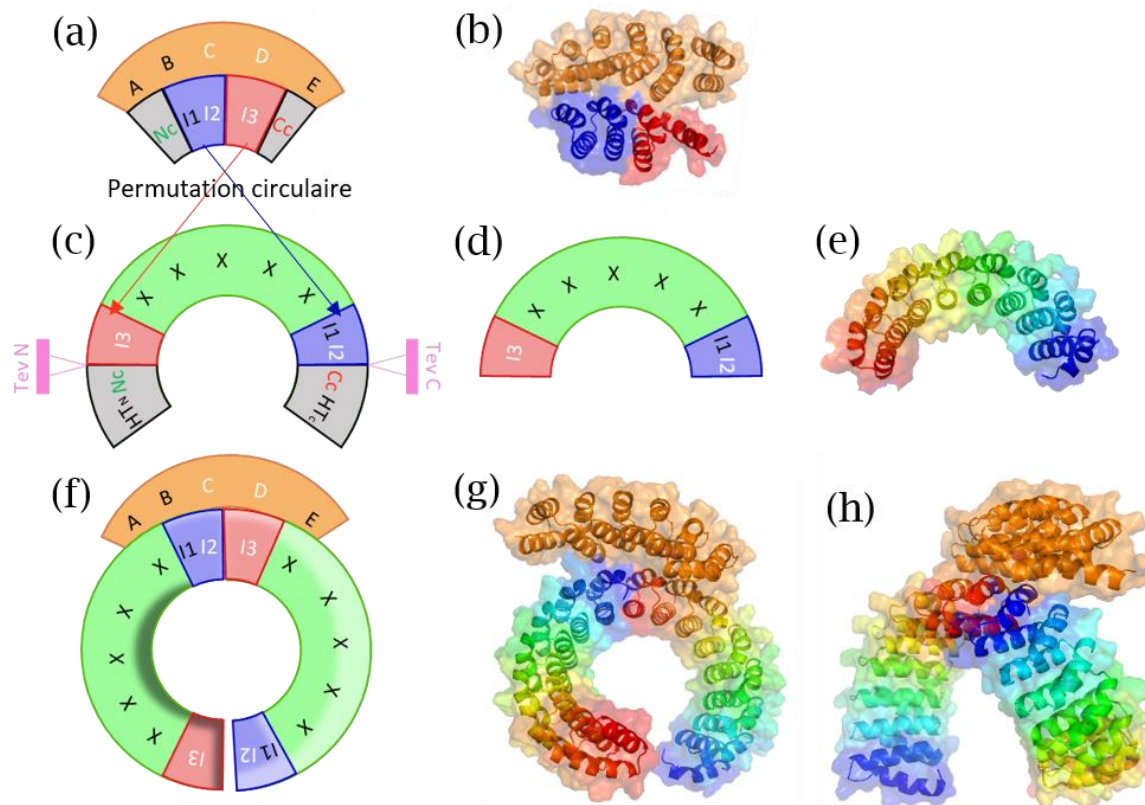 (a)
A B C D E
Nc I1 I2 I3 Cc
(b)
Permutation circulaire
(c)
X X X X X
I3 I1 I2
Tev N Tev C
HTN Nc Cc HTc
(d)
X X X X X
I3 I1 I2
(e)
(f)
A B C D E
I1 I2 I3
X X
X X
X X
X X
X X
I3 I2 I1
(g)
(h)